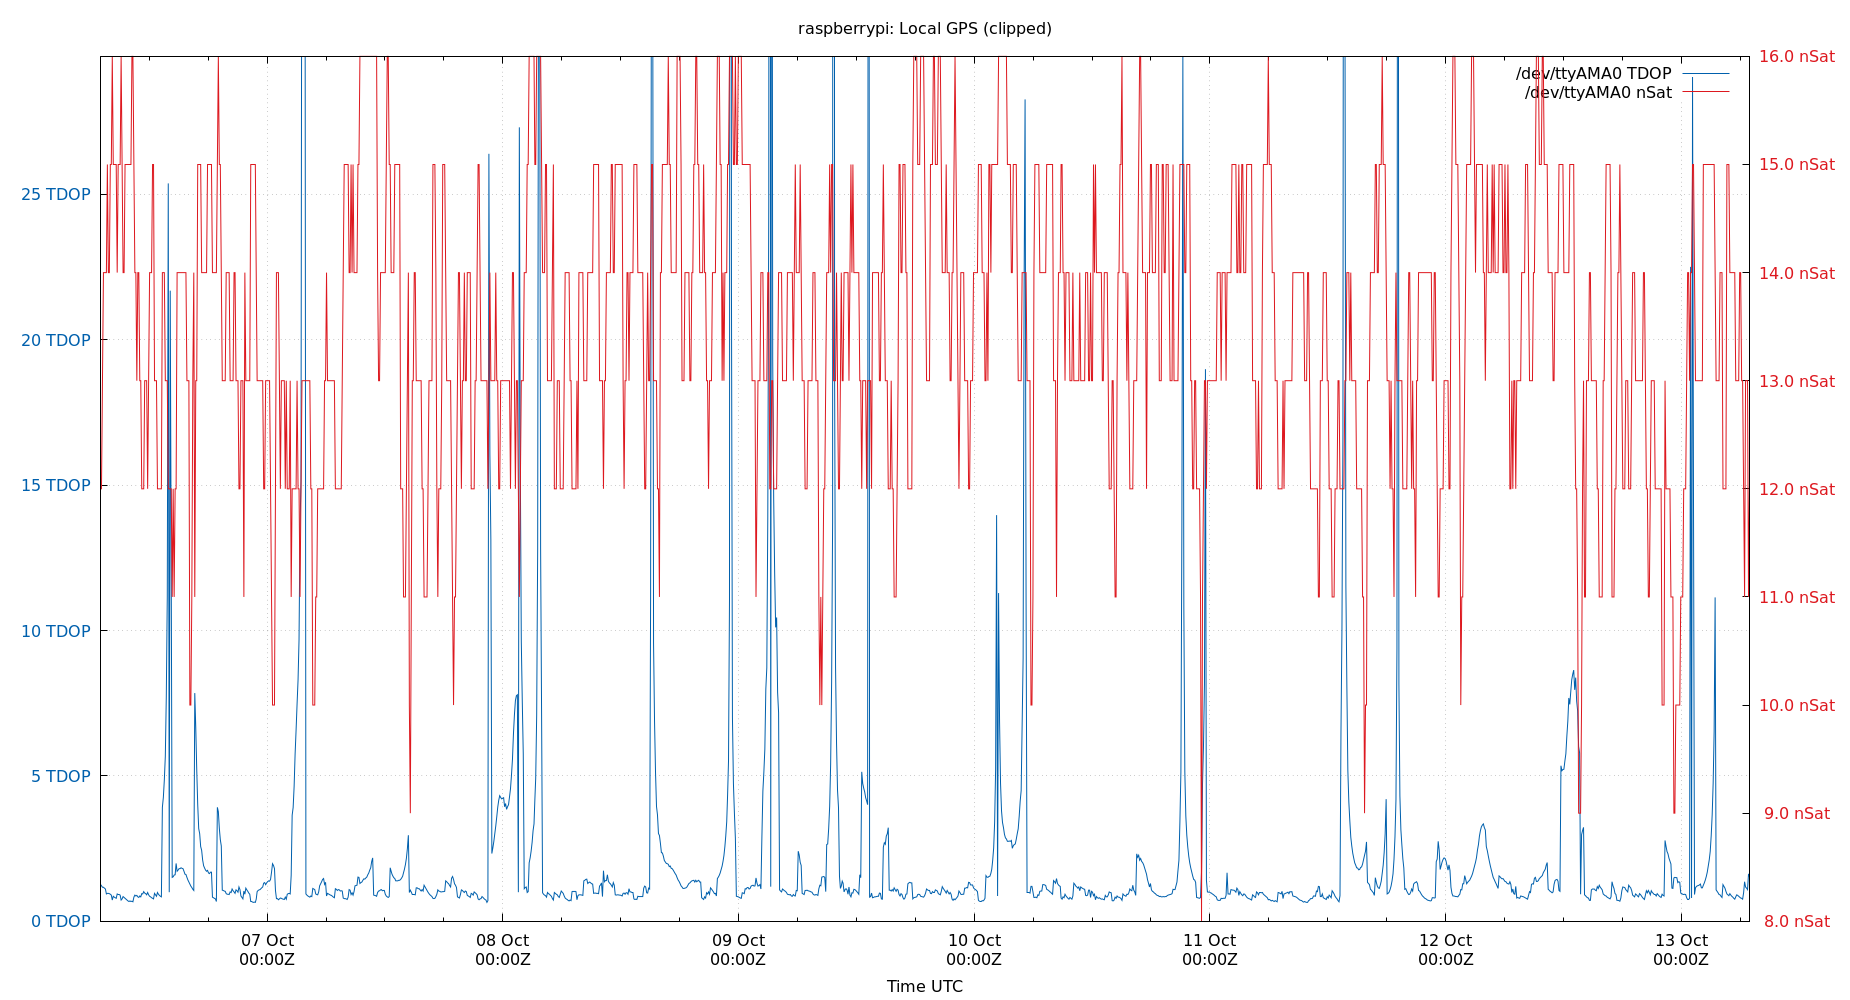 raspberrypi: Local GPS (clipped)
/dev/ttyAMA0 TDOP
/dev/ttyAMA0 nSat
25 TDOP
20 TDOP
15 TDOP
10 TDOP
5 TDOP
0 TDOP
16.0 nSat
15.0 nSat
14.0 nSat
13.0 nSat
12.0 nSat
11.0 nSat
10.0 nSat
9.0 nSat
8.0 nSat
07 Oct 08 Oct 09 Oct 10 Oct 11 Oct 12 Oct 13 Oct
00:00Z 00:00Z 00:00Z 00:00Z 00:00Z 00:00Z 00:00Z
Time UTC